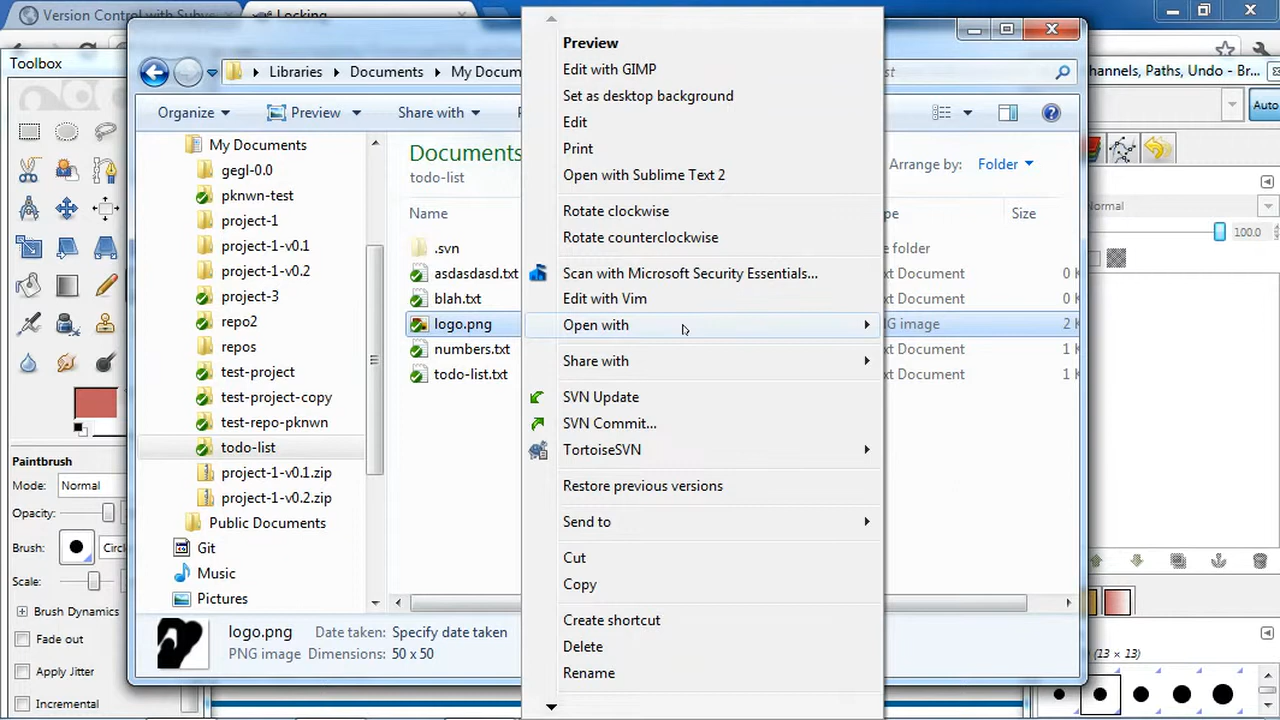 Version Control with Subve
Locking
Toolbox
Libraries
Documents
My Docum
st
hannels, Paths, Undo - Br...
Organize
Preview
Share with
Auto
My Documents
gegl-0.0
pknwn-test
project-1
project-1-v0.1
project-1-v0.2
project-3
repo2
repos
test-project
test-project-copy
test-repo-pknwn
todo-list
project-1-v0.1.zip
project-1-v0.2.zip
Public Documents
Git
Music
Pictures
Documents
todo-list
Arrange by: Folder
Name
pe
Size
.svn
e folder
asdasdasd.txt
xt Document
0 K
blah.txt
xt Document
0 K
logo.png
G image
2 K
numbers.txt
xt Document
1 K
todo-list.txt
xt Document
1 K
Preview
Edit with GIMP
Set as desktop background
Edit
Print
Open with Sublime Text 2
Rotate clockwise
Rotate counterclockwise
Scan with Microsoft Security Essentials...
Edit with Vim
Open with
Share with
SVN Update
SVN Commit...
TortoiseSVN
Restore previous versions
Send to
Cut
Copy
Create shortcut
Delete
Rename
Normal
100.0
Paintbrush
Mode: Normal
Opacity:
Brush: Circl
Scale:
Brush Dynamics
Fade out
Apply Jitter
Incremental
logo.png
Date taken: Specify date taken
PNG image
Dimensions: 50 x 50
(13 × 13)